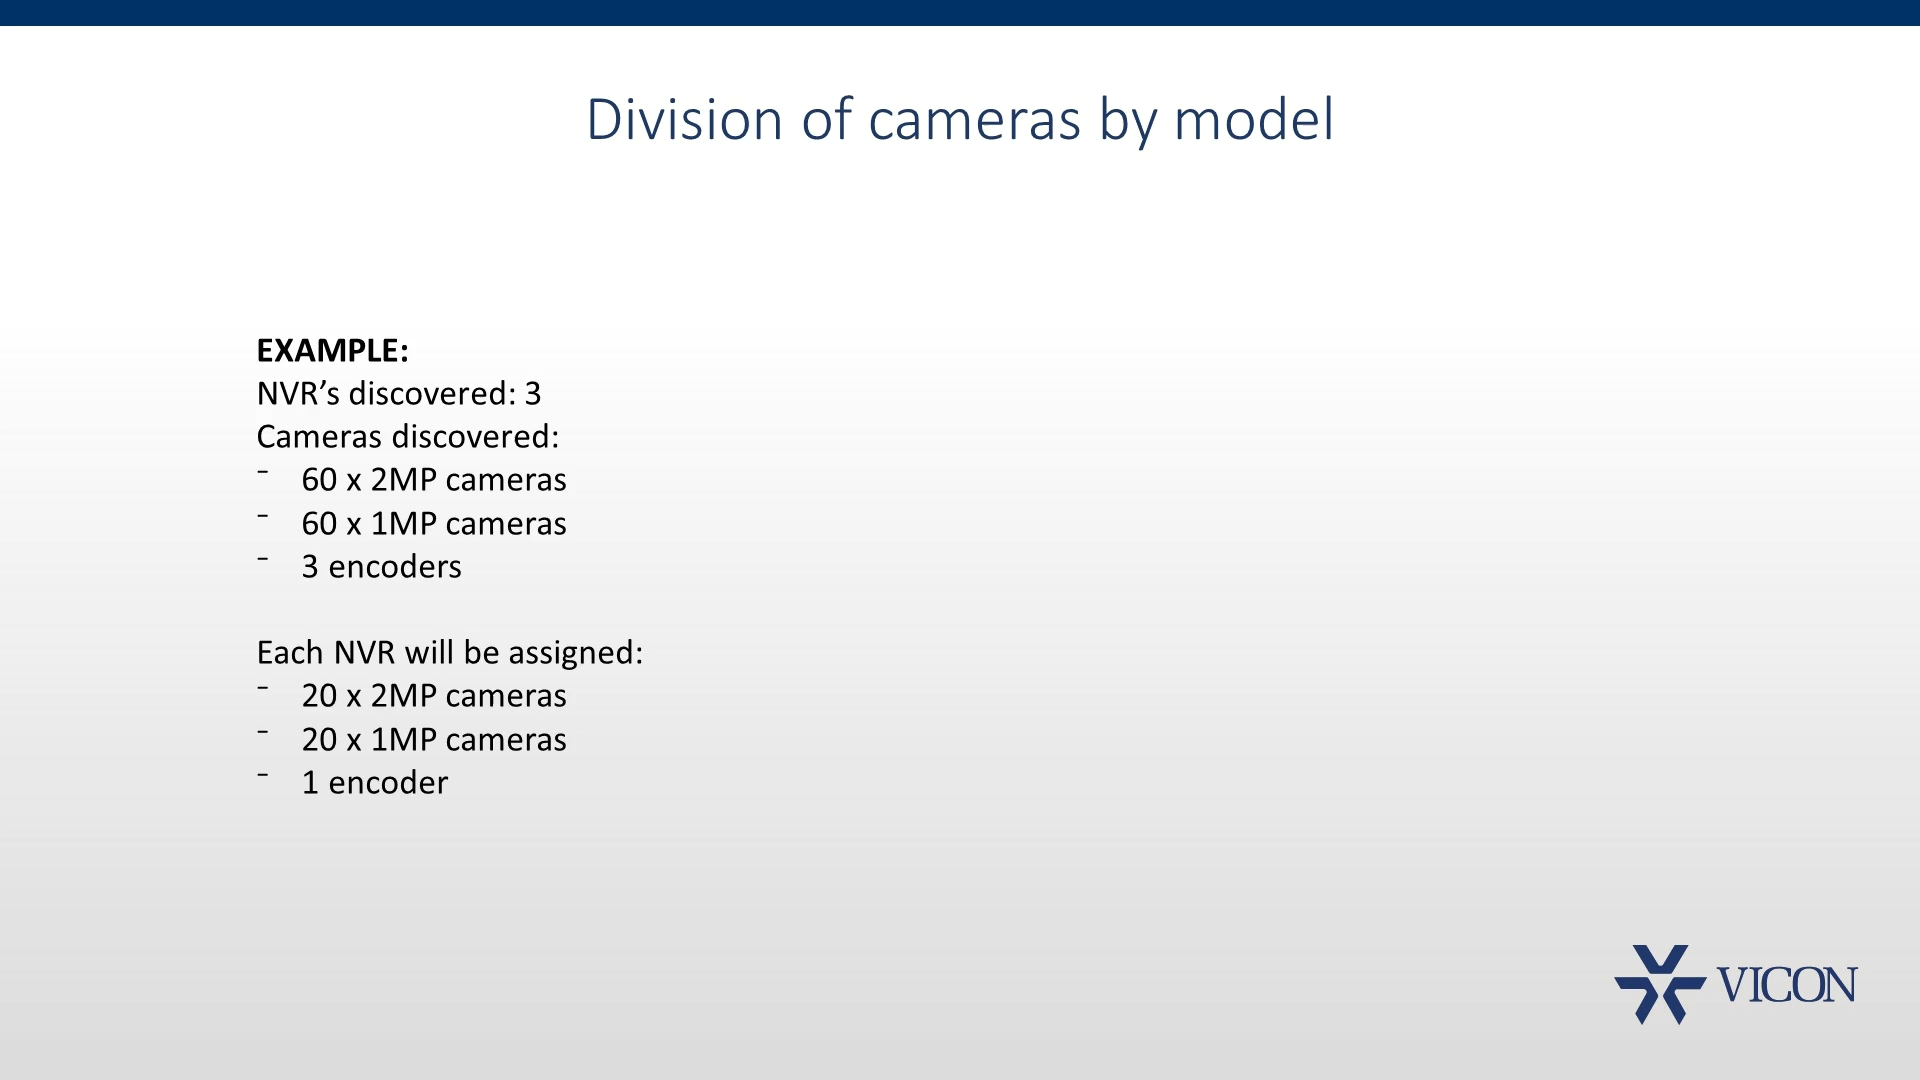 Division of cameras by model
EXAMPLE:
NVR’s discovered: 3
Cameras discovered:
⁻ 60 x 2MP cameras
⁻ 60 x 1MP cameras
⁻ 3 encoders
Each NVR will be assigned:
⁻ 20 x 2MP cameras
⁻ 20 x 1MP cameras
⁻ 1 encoder
VICON